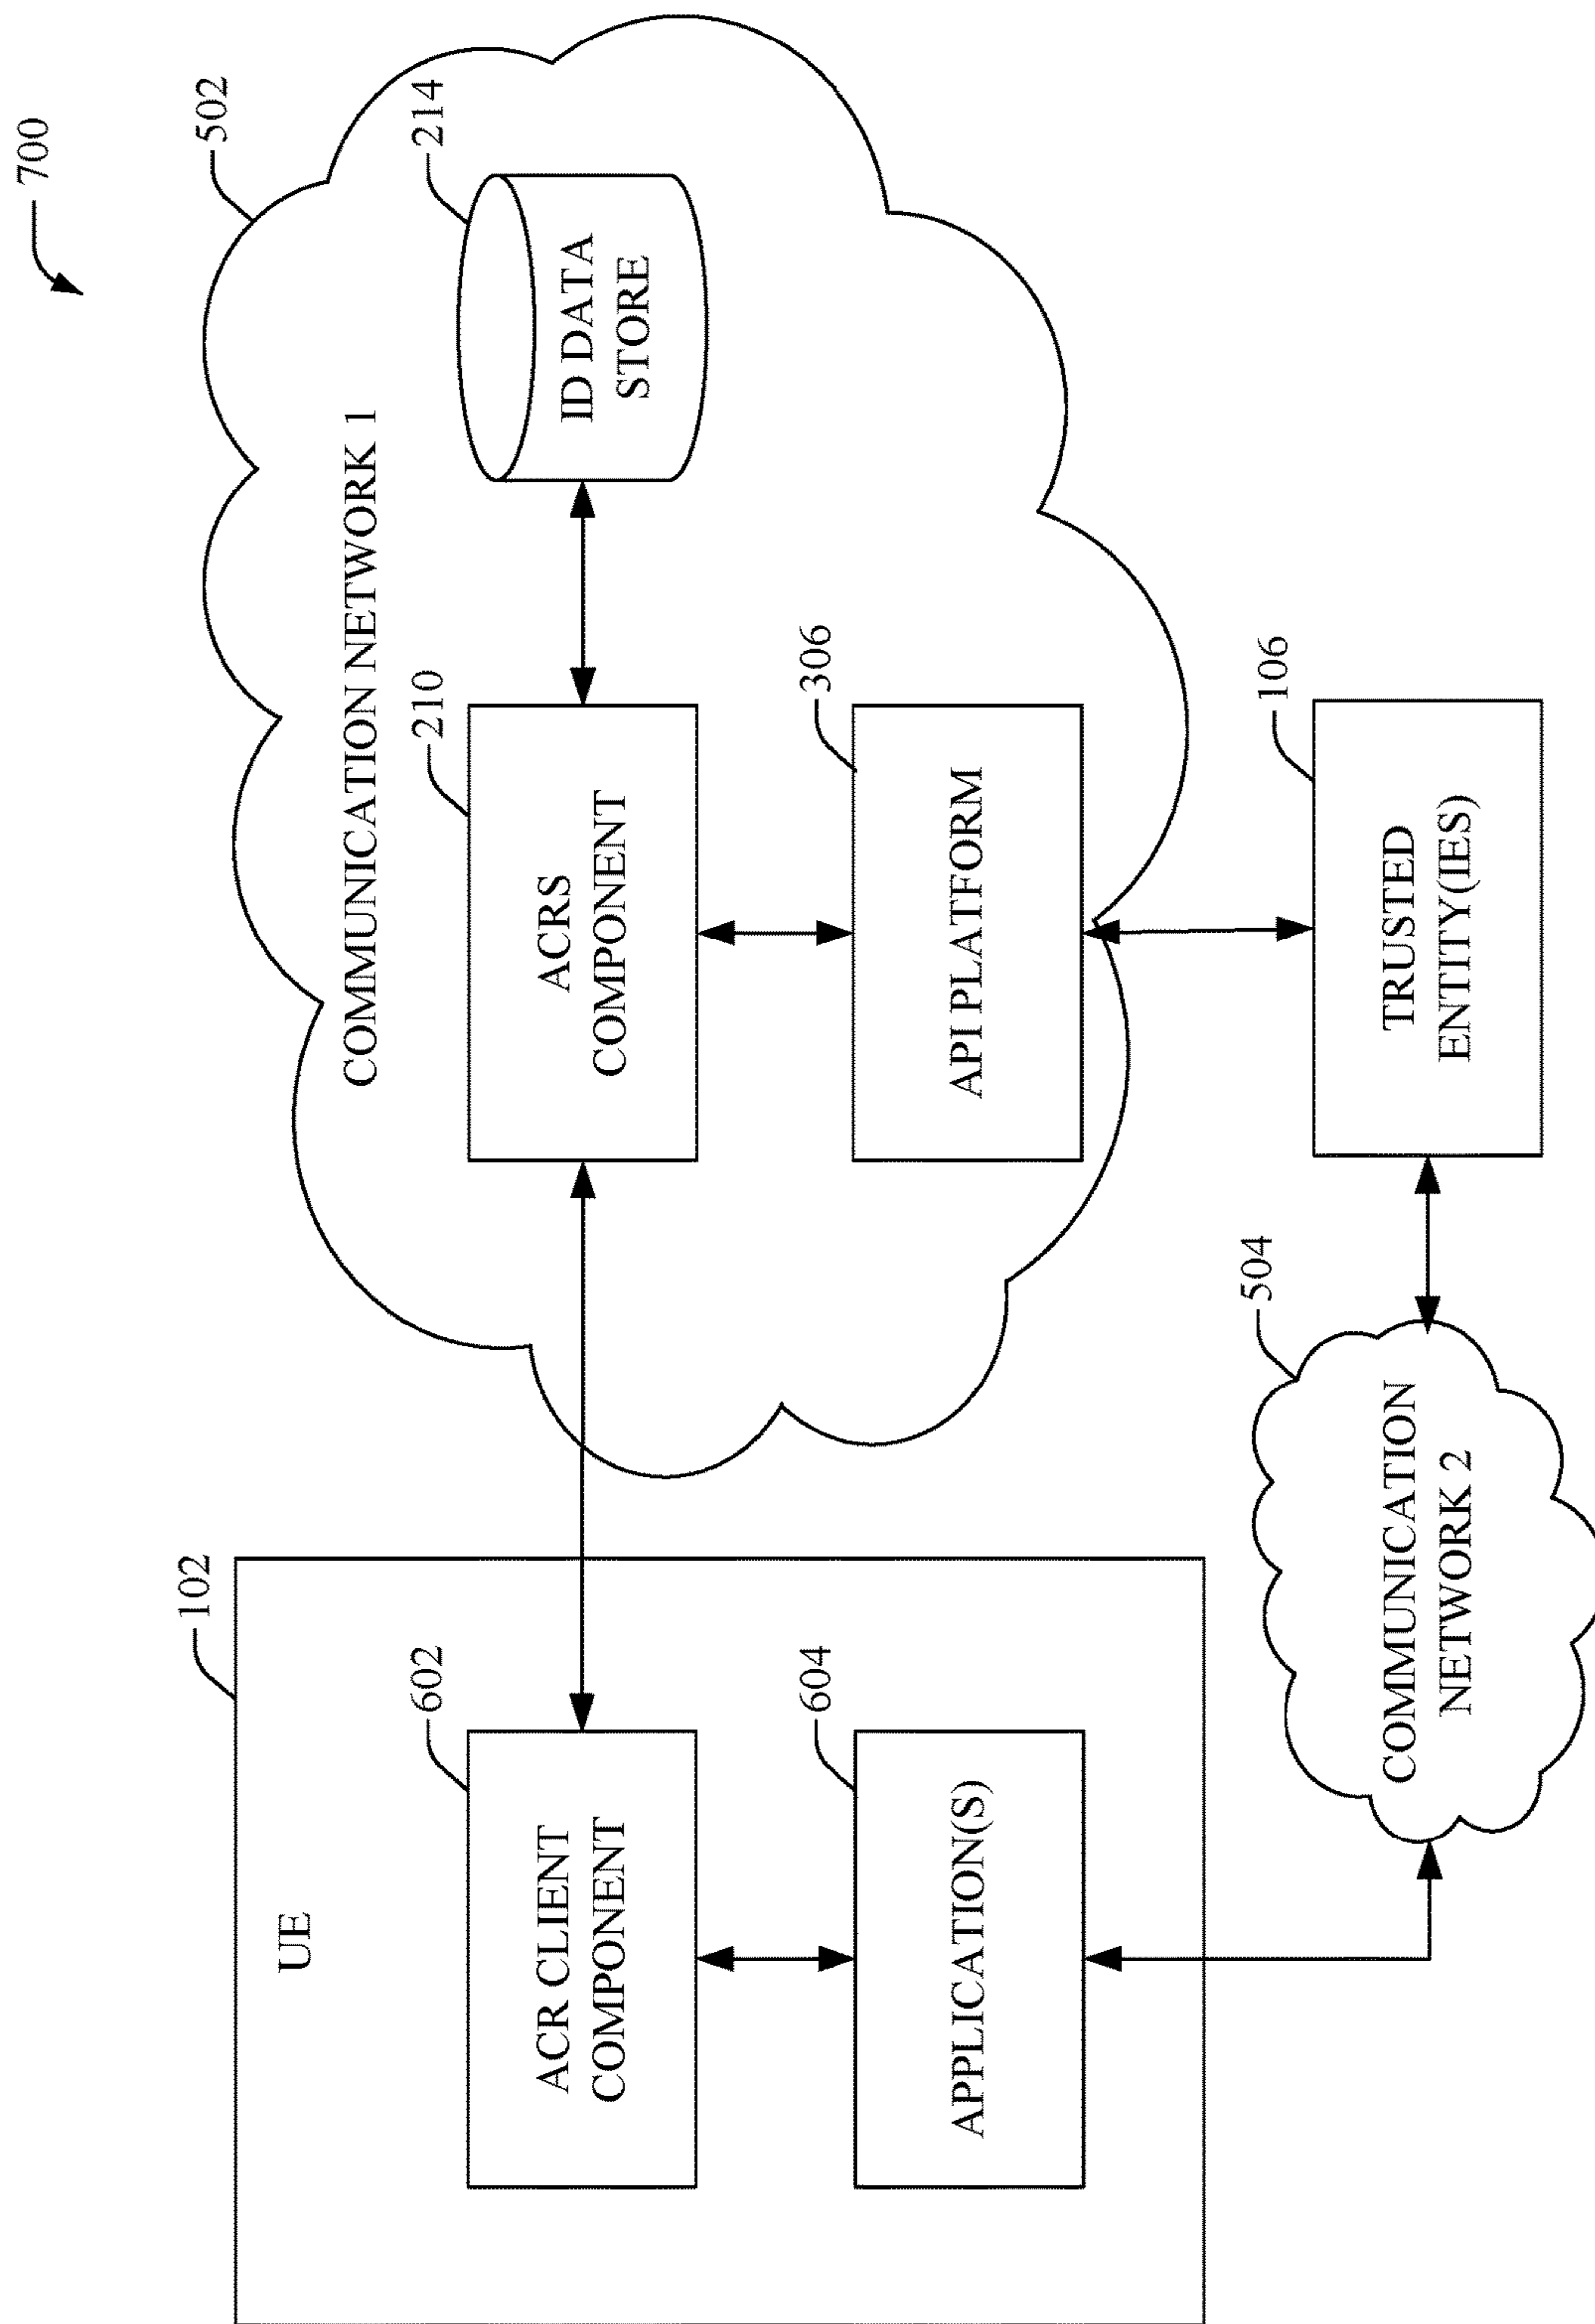 700
502
COMMUNICATION NETWORK 1
102
UE
602
ACR CLIENT
COMPONENT
210
ACRS
COMPONENT
214
ID DATA
STORE
604
APPLICATION(S)
306
API PLATFORM
504
COMMUNICATION
NETWORK 2
106
TRUSTED
ENTITY(IES)